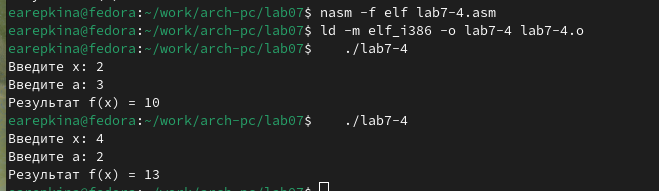 earepkina@fedora:~/work/arch-pc/lab07$ nasm -f elf lab7-4.asm
earepkina@fedora:~/work/arch-pc/lab07$ ld -m elf_i386 -o lab7-4 lab7-4.o
earepkina@fedora:~/work/arch-pc/lab07$    ./lab7-4
Введите x: 2
Введите a: 3
Результат f(x) = 10
earepkina@fedora:~/work/arch-pc/lab07$    ./lab7-4
Введите x: 4
Введите a: 2
Результат f(x) = 13
earepkina@fedora:~/work/arch-pc/lab07$